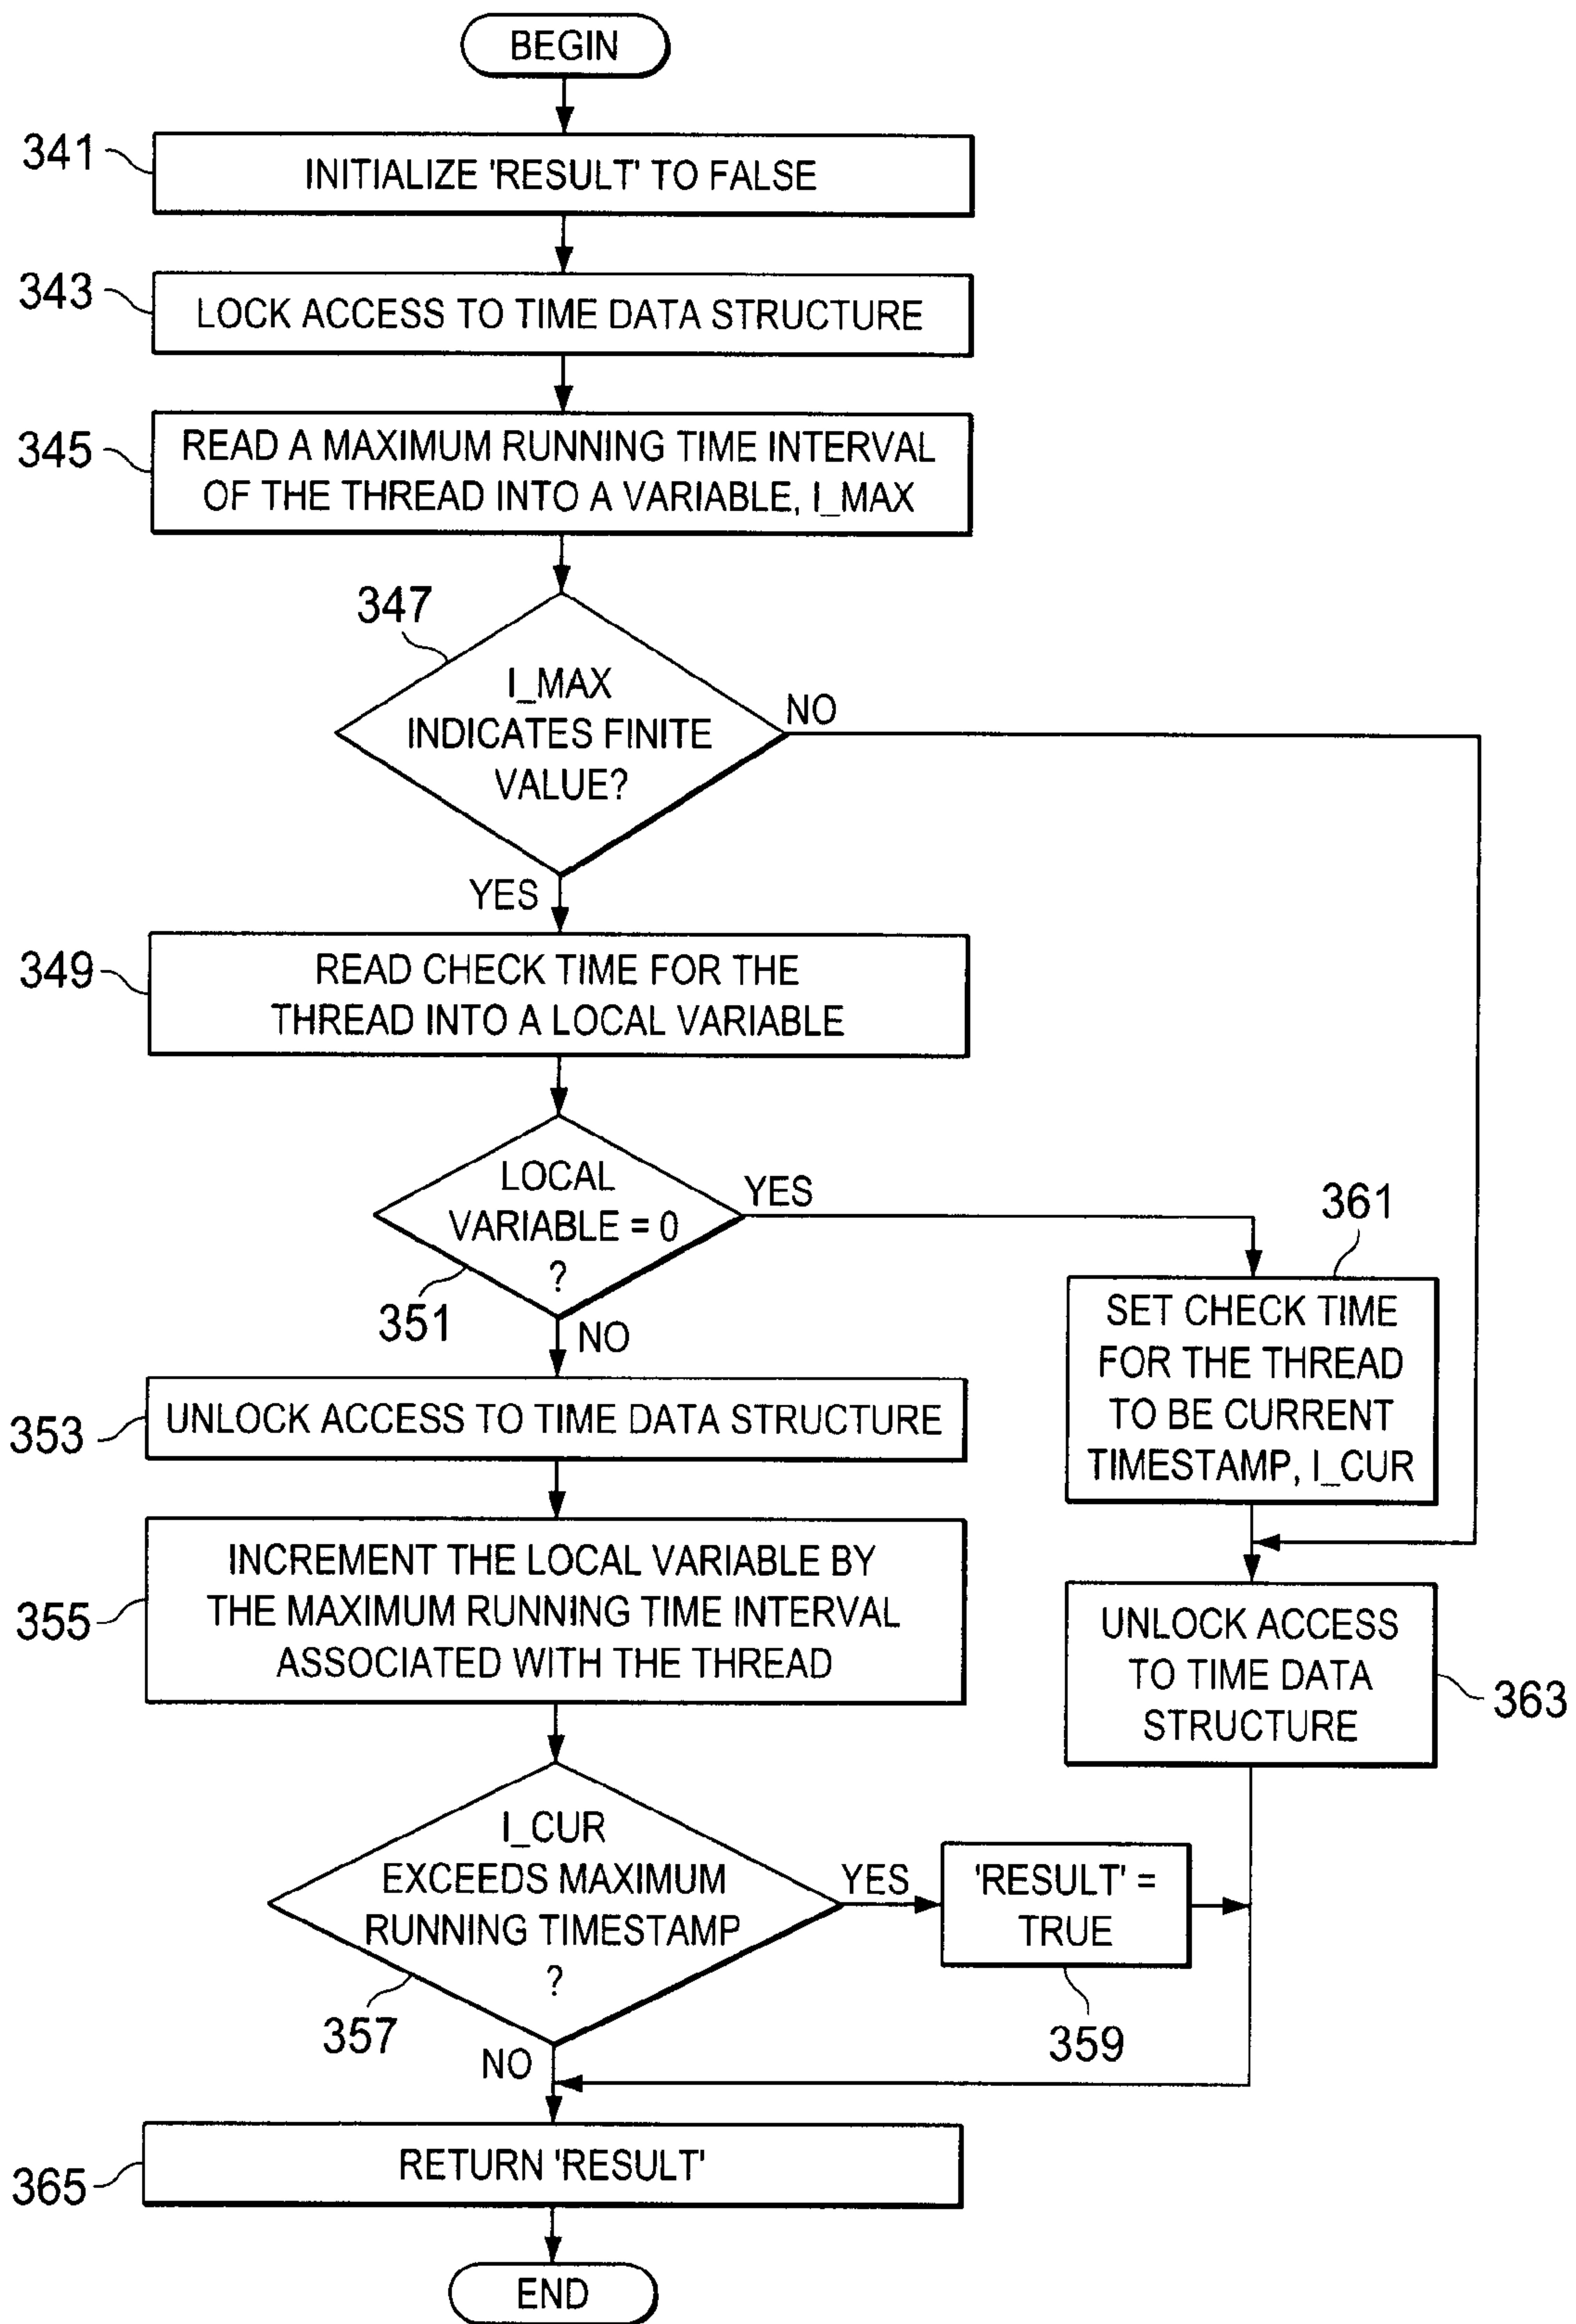 BEGIN
341
INITIALIZE 'RESULT' TO FALSE
343
LOCK ACCESS TO TIME DATA STRUCTURE
345
READ A MAXIMUM RUNNING TIME INTERVAL
OF THE THREAD INTO A VARIABLE, I_MAX
347
I_MAX
INDICATES FINITE
VALUE?
NO
YES
349
READ CHECK TIME FOR THE
THREAD INTO A LOCAL VARIABLE
LOCAL
VARIABLE = 0
?
YES
351
NO
361
SET CHECK TIME
FOR THE THREAD
TO BE CURRENT
TIMESTAMP, I_CUR
353
UNLOCK ACCESS TO TIME DATA STRUCTURE
355
INCREMENT THE LOCAL VARIABLE BY
THE MAXIMUM RUNNING TIME INTERVAL
ASSOCIATED WITH THE THREAD
UNLOCK ACCESS
TO TIME DATA
STRUCTURE
363
I_CUR
EXCEEDS MAXIMUM
RUNNING TIMESTAMP
?
YES
'RESULT' =
TRUE
357
359
NO
365
RETURN 'RESULT'
END